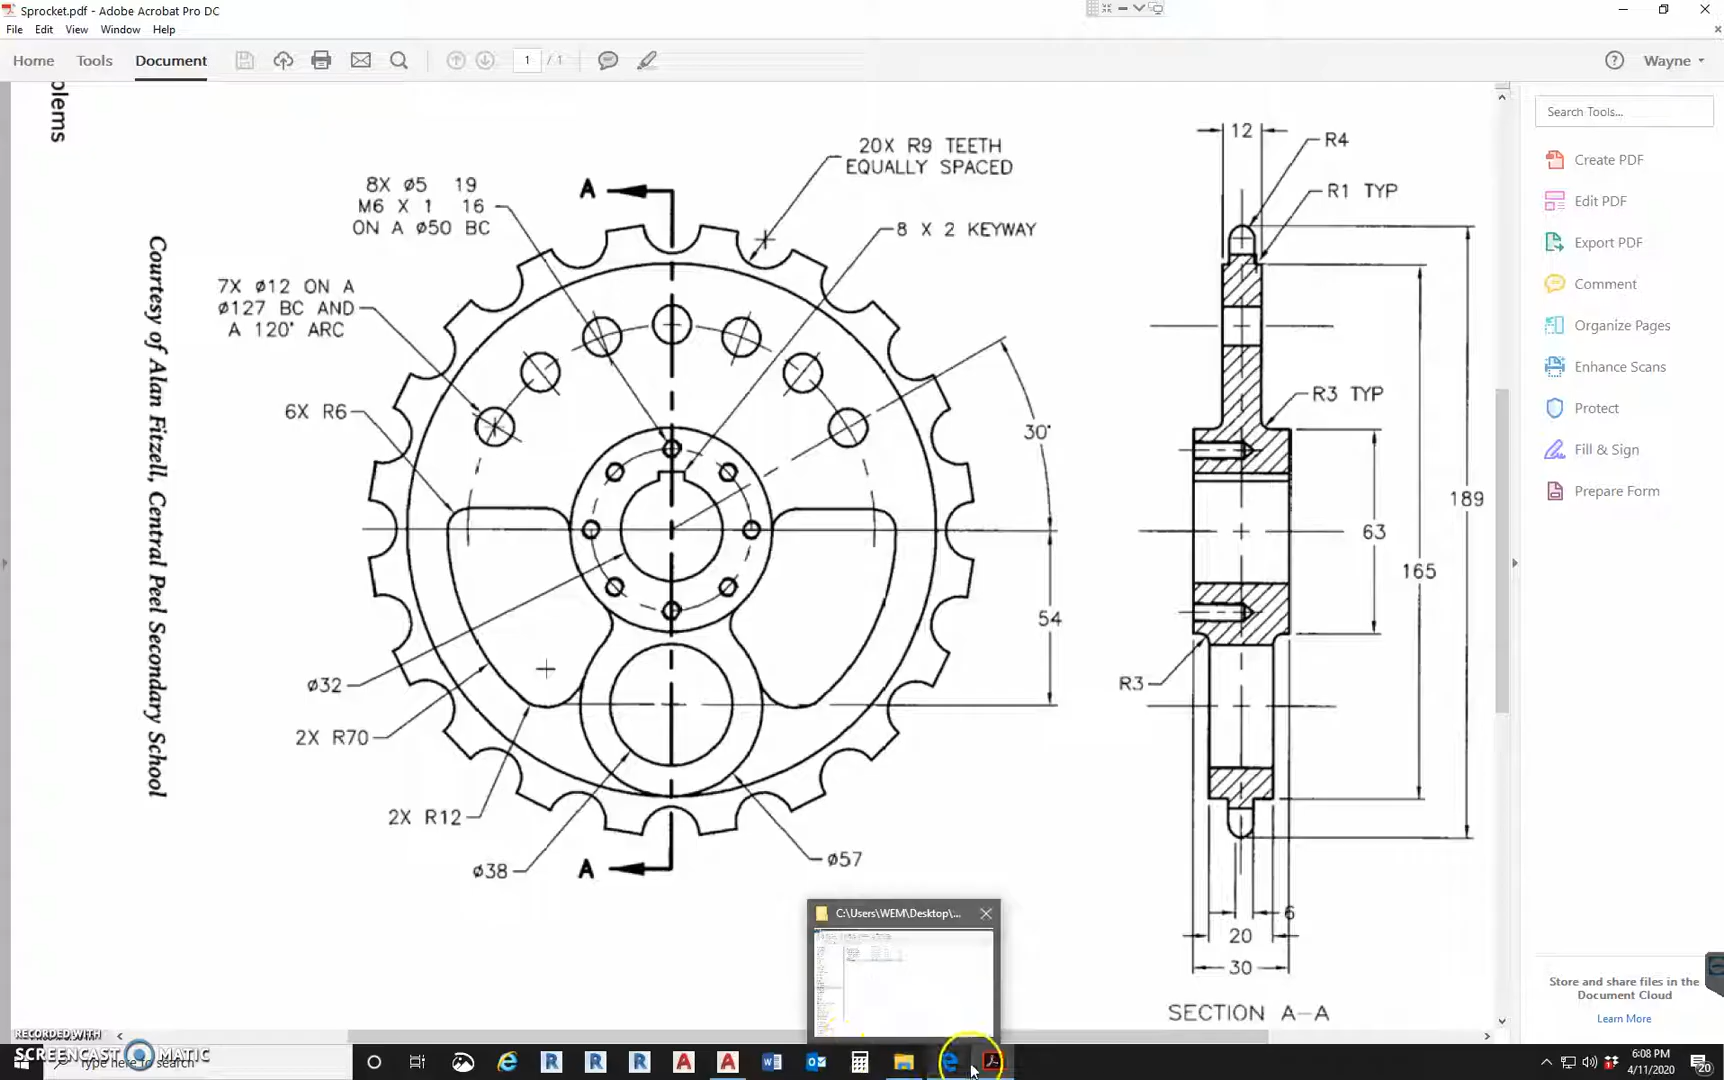 Sprocket.pdf - Adobe Acrobat Pro DC
File Edit View Window Help
Home Tools Document
1 / 1
Wayne
Search Tools...
Create PDF
Edit PDF
Export PDF
Comment
Organize Pages
Enhance Scans
Protect
Fill & Sign
Prepare Form
Store and share files in the
Document Cloud
Learn More
blems
Courtesy of Alan Fitzell, Central Peel Secondary School
20X R9 TEETH
EQUALLY SPACED
8X ø5 19
M6 X 1 16
ON A ø50 BC
A
8 X 2 KEYWAY
7X ø12 ON A
ø127 BC AND
A 120° ARC
6X R6
30°
54
ø32
2X R70
2X R12
ø38
A
ø57
12
R4
R1 TYP
R3 TYP
189
63
165
R3
6
20
30
SECTION A-A
C:\Users\WEM\Desktop\...
RECORDED WITH
SCREENCAST MATIC
Type here to search
6:08 PM
4/11/2020
20